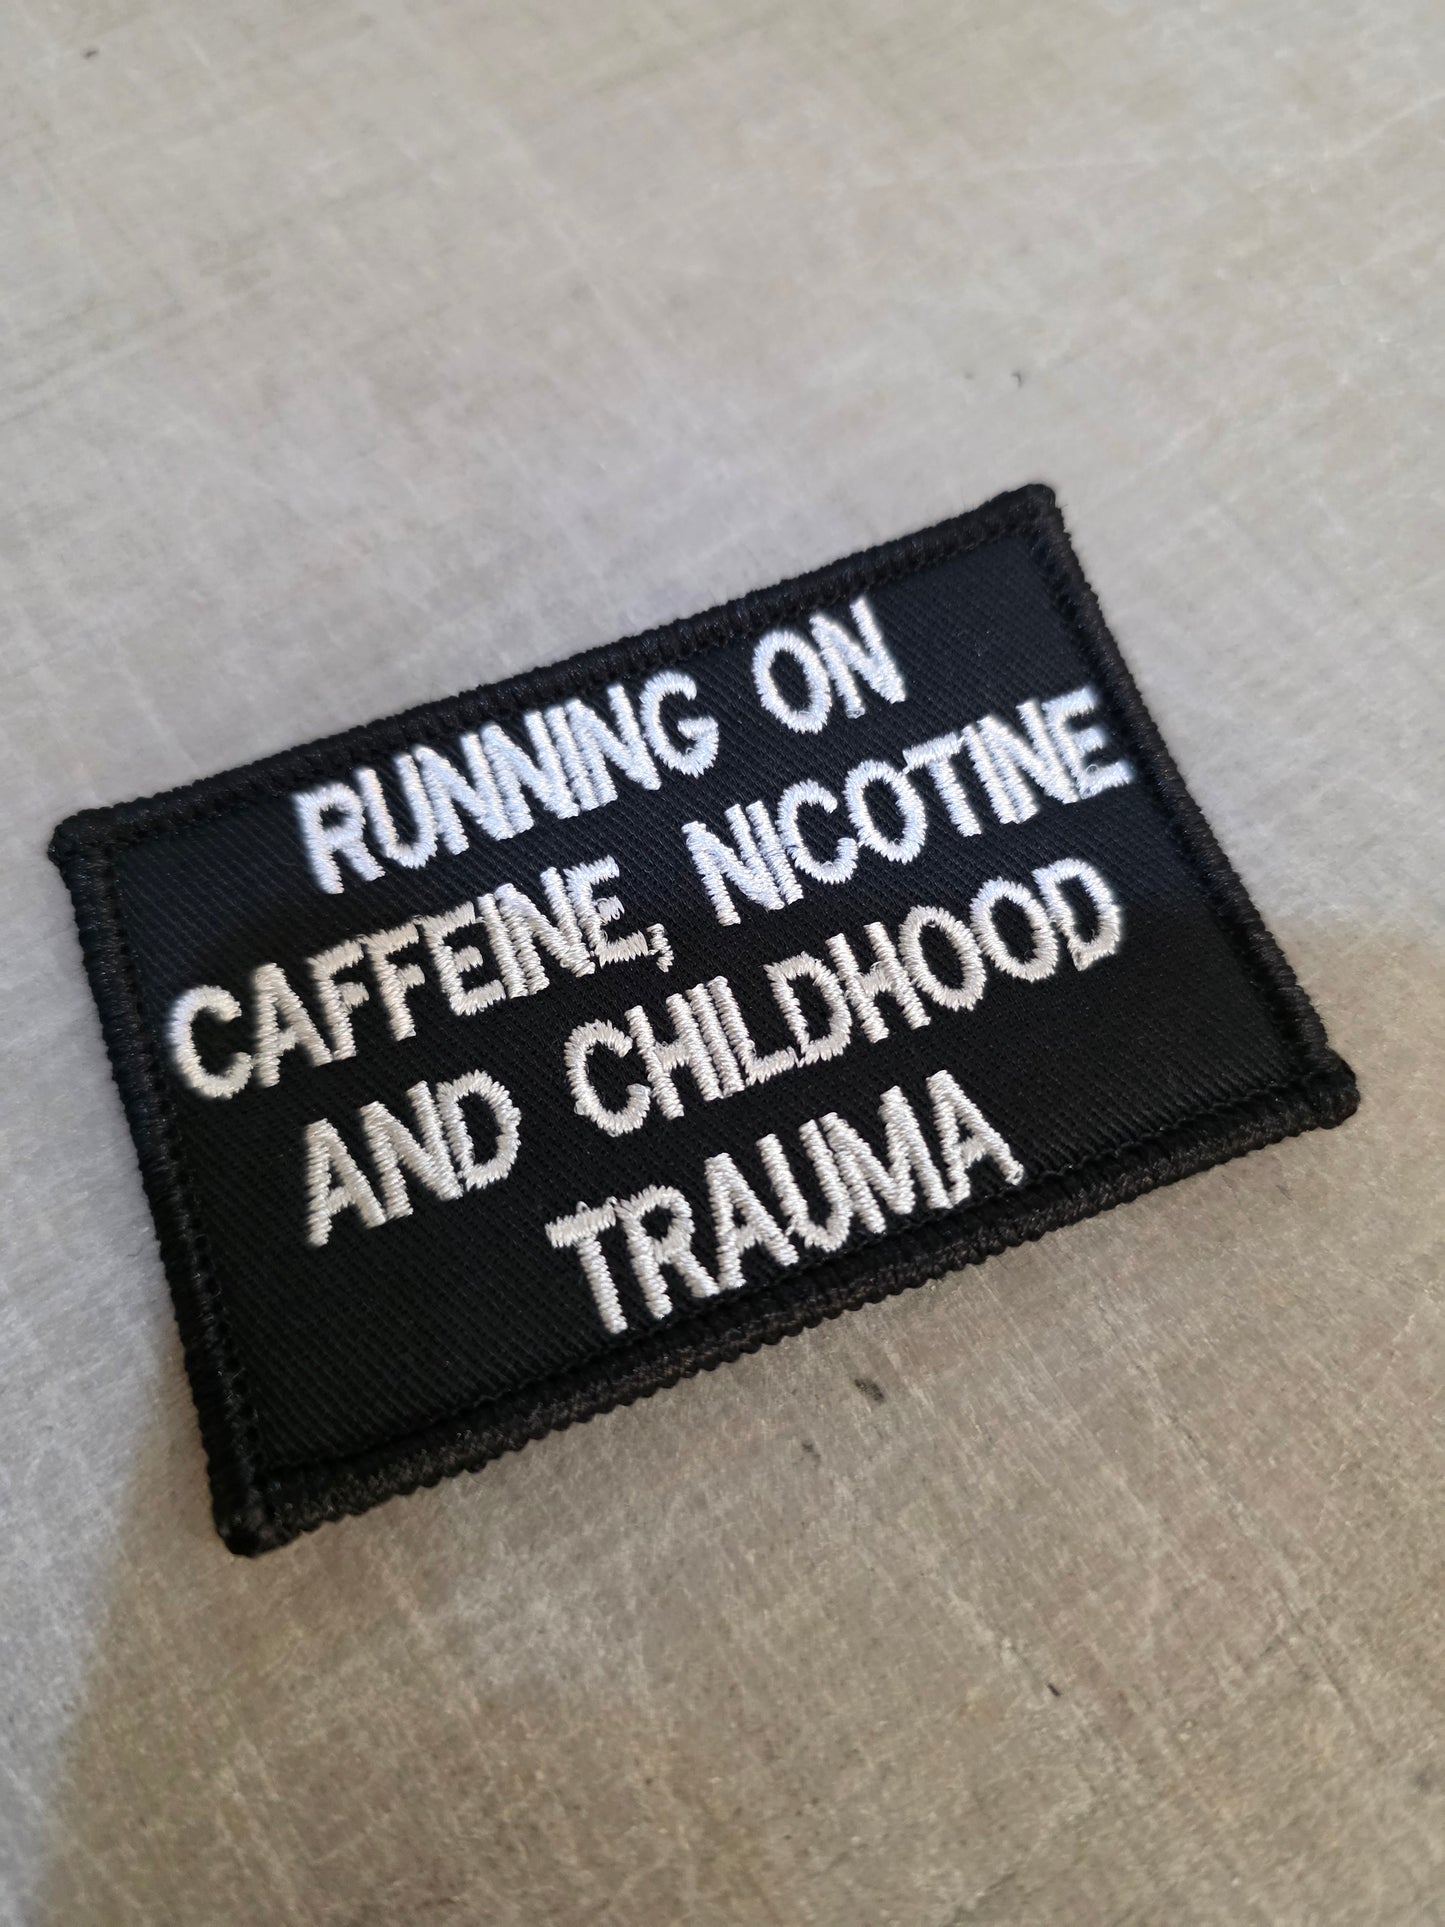 RUNNING ON
CAFFEINE, NICOTINE
AND CHILDHOOD
TRAUMA